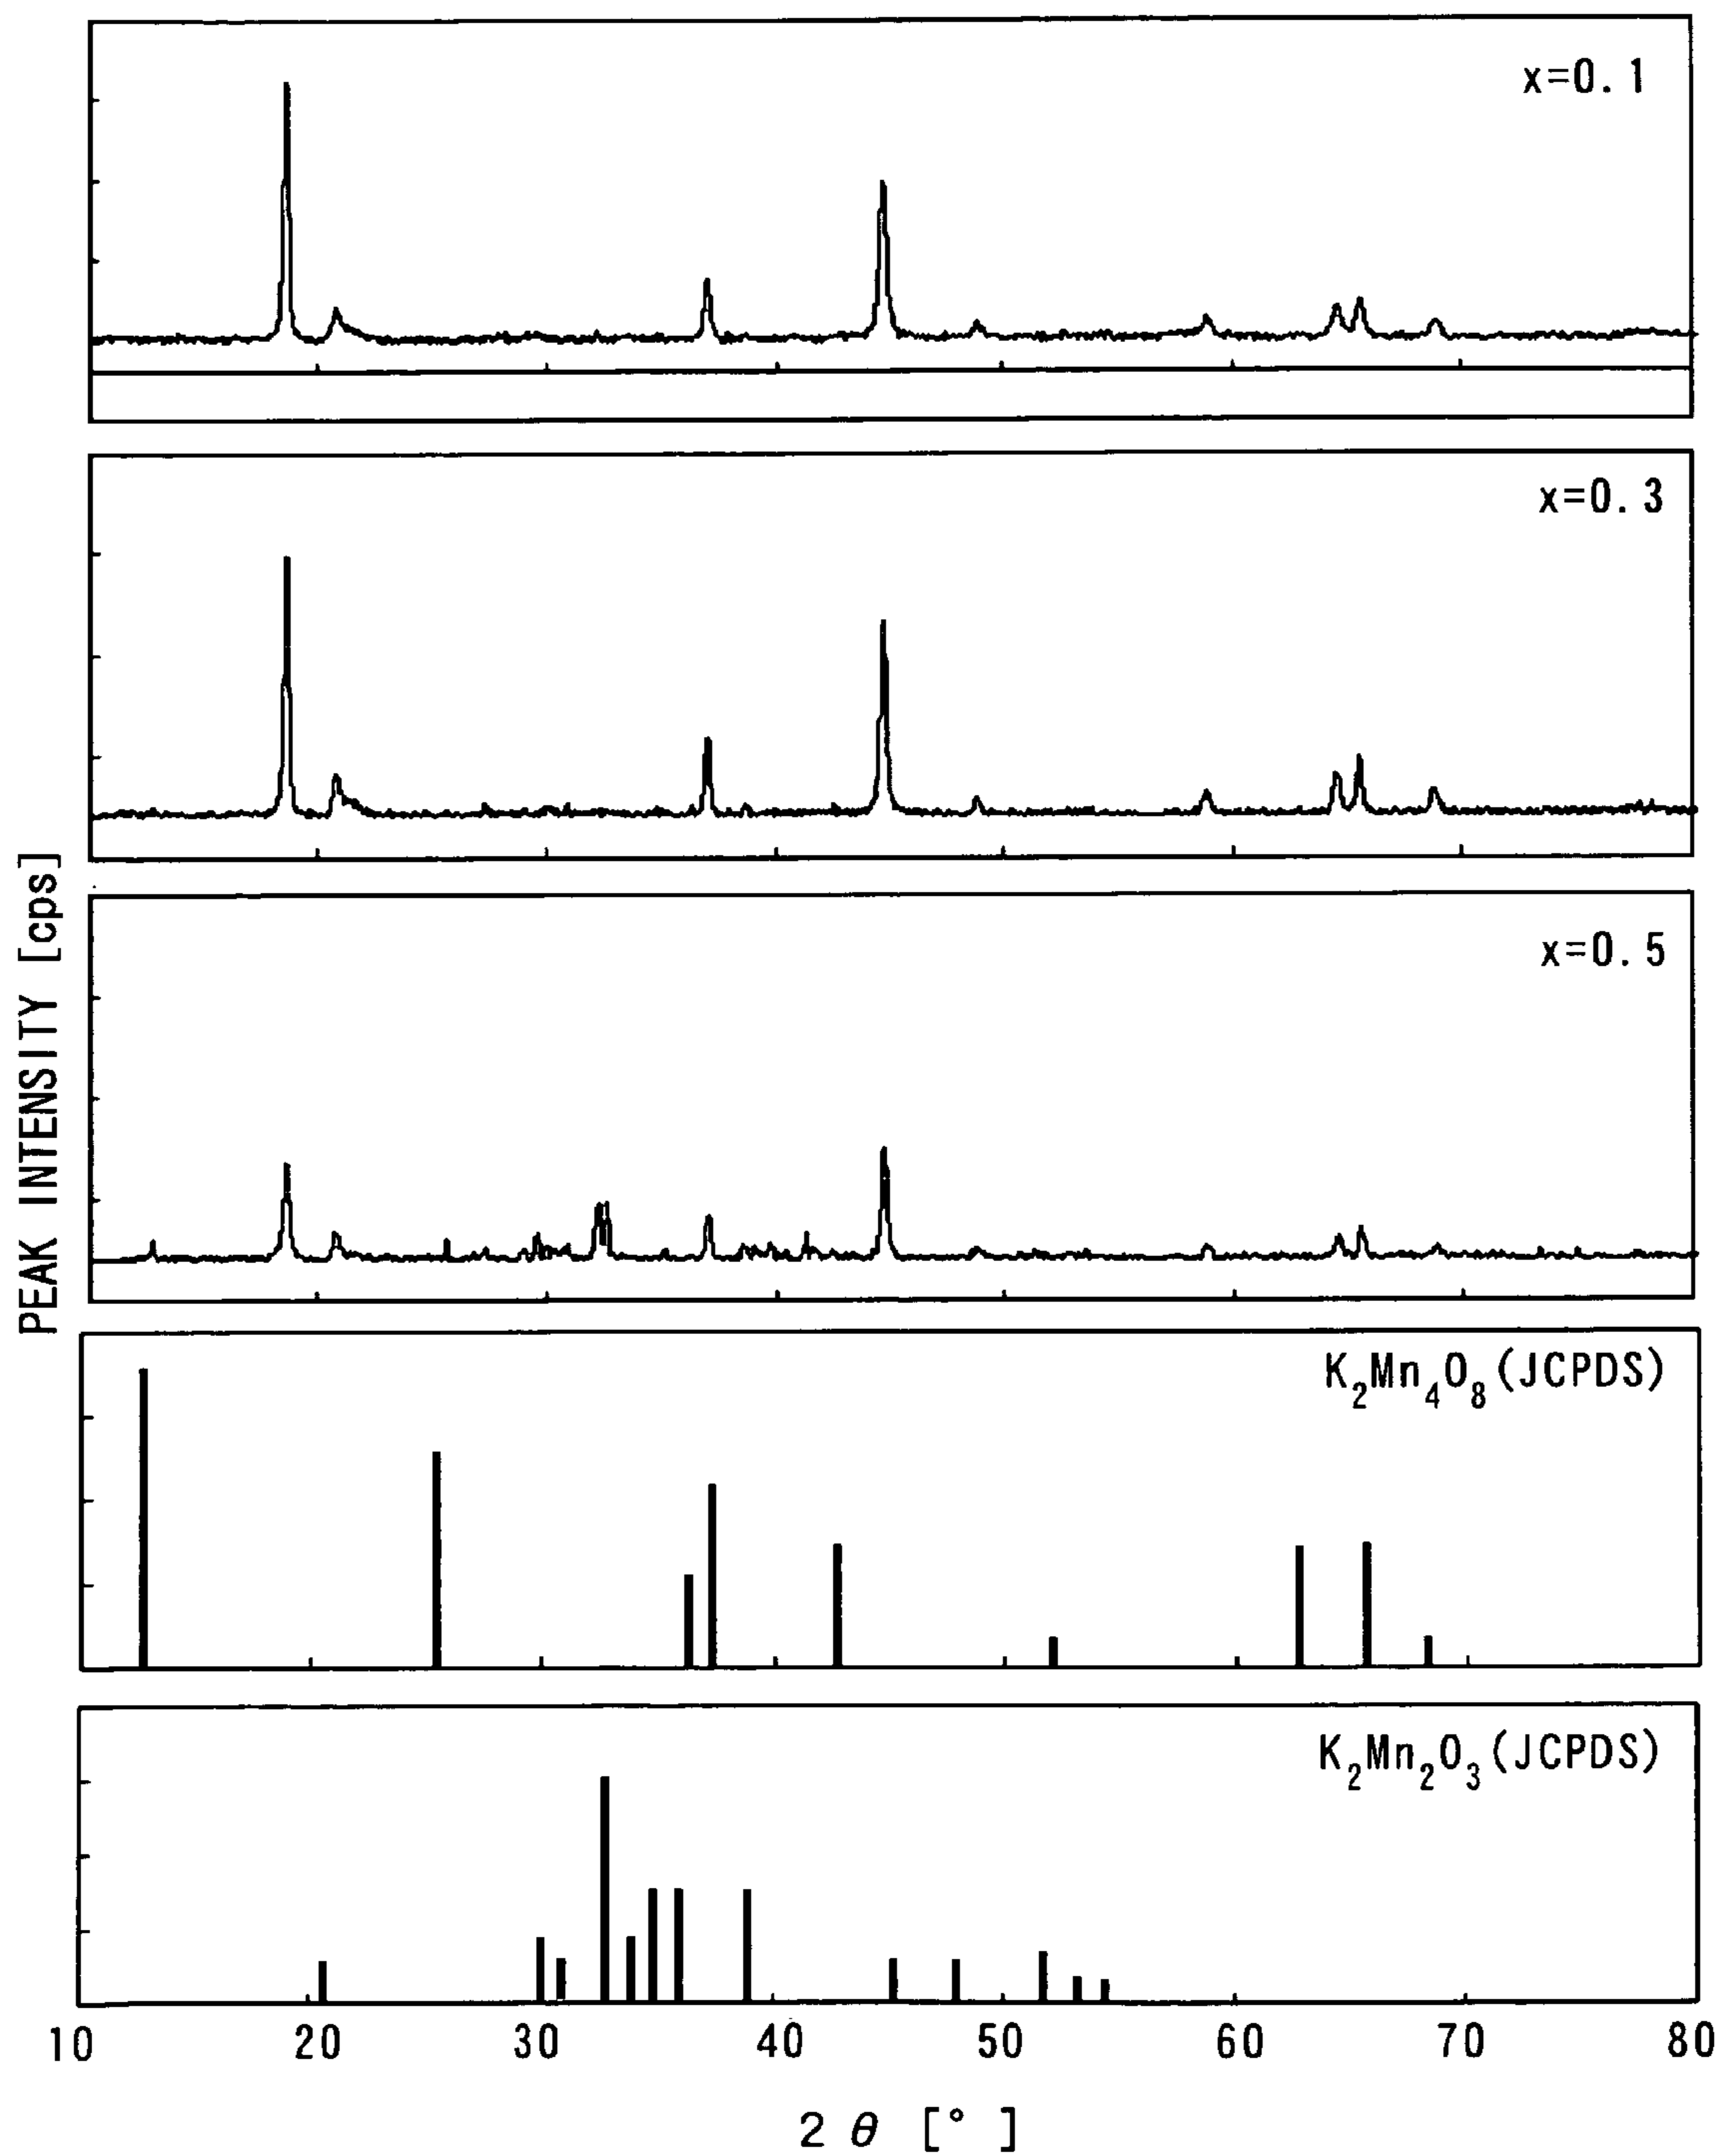 x=0.1
x=0.3
x=0.5
PEAK INTENSITY [cps]
K₂Mn₄O₈(JCPDS)
K₂Mn₂O₃(JCPDS)
10 20 30 40 50 60 70 80
2 θ [° ]